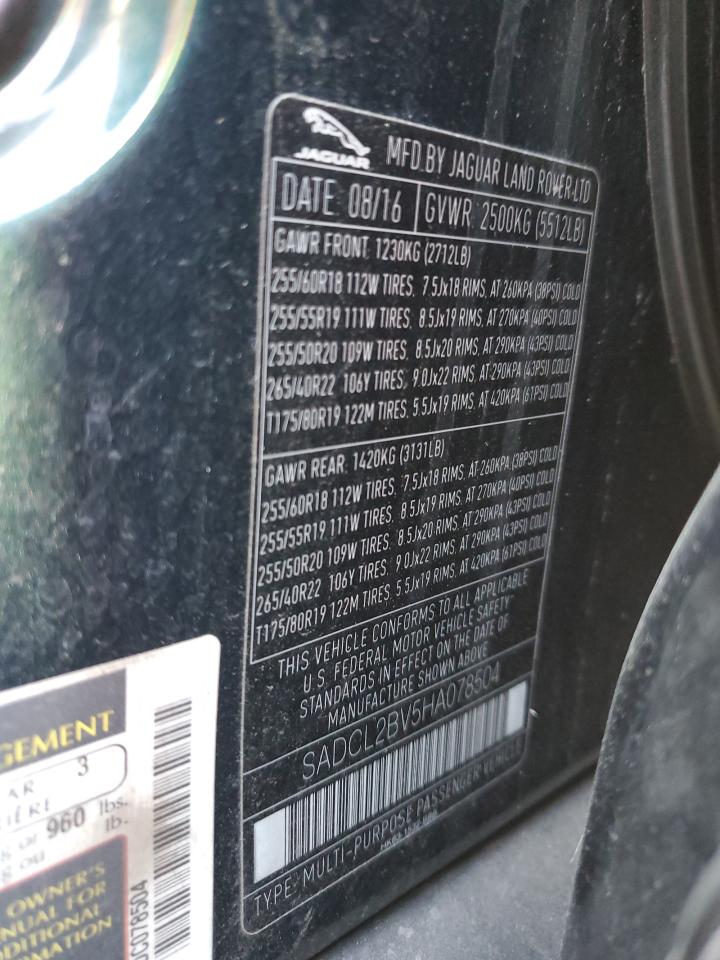 JAGUAR MFD.BY JAGUAR LAND ROVER LTD
DATE: 08/16 GVWR: 2500KG (5512LB)
GAWR FRONT: 1230KG (2712LB)
255/60R18 112W TIRES, 7.5Jx18 RIMS, AT 260KPA (38PSI) COLD
255/55R19 111W TIRES, 8.5Jx19 RIMS, AT 270KPA (40PSI) COLD
255/50R20 109W TIRES, 8.5Jx20 RIMS, AT 290KPA (43PSI) COLD
265/40R22 106Y TIRES, 9.0Jx22 RIMS, AT 290KPA (43PSI) COLD
T175/80R19 122M TIRES, 5.5Jx19 RIMS, AT 420KPA (61PSI) COLD
GAWR REAR: 1420KG (3131LB)
255/60R18 112W TIRES, 7.5Jx18 RIMS, AT 260KPA (38PSI) COLD
255/55R19 111W TIRES, 8.5Jx19 RIMS, AT 270KPA (40PSI) COLD
255/50R20 109W TIRES, 8.5Jx20 RIMS, AT 290KPA (43PSI) COLD
265/40R22 106Y TIRES, 9.0Jx22 RIMS, AT 290KPA (43PSI) COLD
T175/80R19 122M TIRES, 5.5Jx19 RIMS, AT 420KPA (61PSI) COLD
THIS VEHICLE CONFORMS TO ALL APPLICABLE
U.S. FEDERAL MOTOR VEHICLE SAFETY
STANDARDS IN EFFECT ON THE DATE OF
MANUFACTURE SHOWN ABOVE
SADCL2BV5HA078504
TYPE: MULTI-PURPOSE PASSENGER VEHICLE
GEMENT
AR 3
IÈRE
or 960 lbs.
ou lb.
OWNER'S
NUAL FOR
DDITIONAL
RMATION
078504